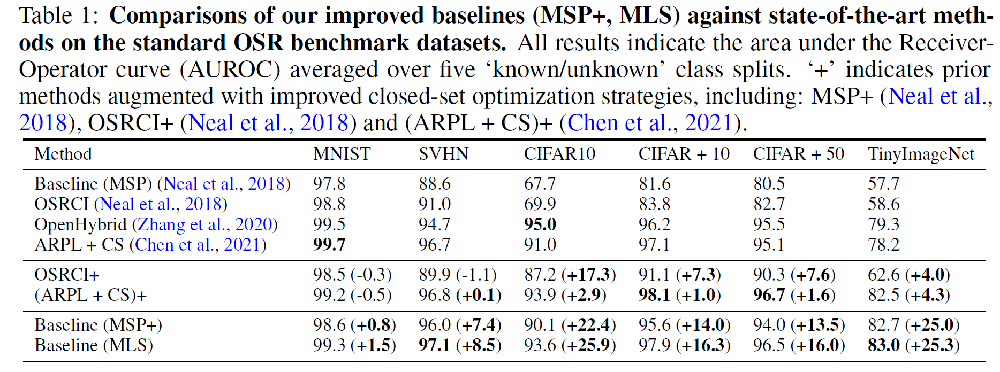 Table 1: Comparisons of our improved baselines (MSP+, MLS) against state-of-the-art meth-
ods on the standard OSR benchmark datasets. All results indicate the area under the Receiver-
Operator curve (AUROC) averaged over five ‘known/unknown’ class splits. ‘+’ indicates prior
methods augmented with improved closed-set optimization strategies, including: MSP+ (Neal et al.,
2018), OSRCI+ (Neal et al., 2018) and (ARPL + CS)+ (Chen et al., 2021).
Method MNIST SVHN CIFAR10 CIFAR + 10 CIFAR + 50 TinyImageNet
Baseline (MSP) (Neal et al., 2018) 97.8 88.6 67.7 81.6 80.5 57.7
OSRCI (Neal et al., 2018) 98.8 91.0 69.9 83.8 82.7 58.6
OpenHybrid (Zhang et al., 2020) 99.5 94.7 95.0 96.2 95.5 79.3
ARPL + CS (Chen et al., 2021) 99.7 96.7 91.0 97.1 95.1 78.2
OSRCI+ 98.5 (-0.3) 89.9 (-1.1) 87.2 (+17.3) 91.1 (+7.3) 90.3 (+7.6) 62.6 (+4.0)
(ARPL + CS)+ 99.2 (-0.5) 96.8 (+0.1) 93.9 (+2.9) 98.1 (+1.0) 96.7 (+1.6) 82.5 (+4.3)
Baseline (MSP+) 98.6 (+0.8) 96.0 (+7.4) 90.1 (+22.4) 95.6 (+14.0) 94.0 (+13.5) 82.7 (+25.0)
Baseline (MLS) 99.3 (+1.5) 97.1 (+8.5) 93.6 (+25.9) 97.9 (+16.3) 96.5 (+16.0) 83.0 (+25.3)